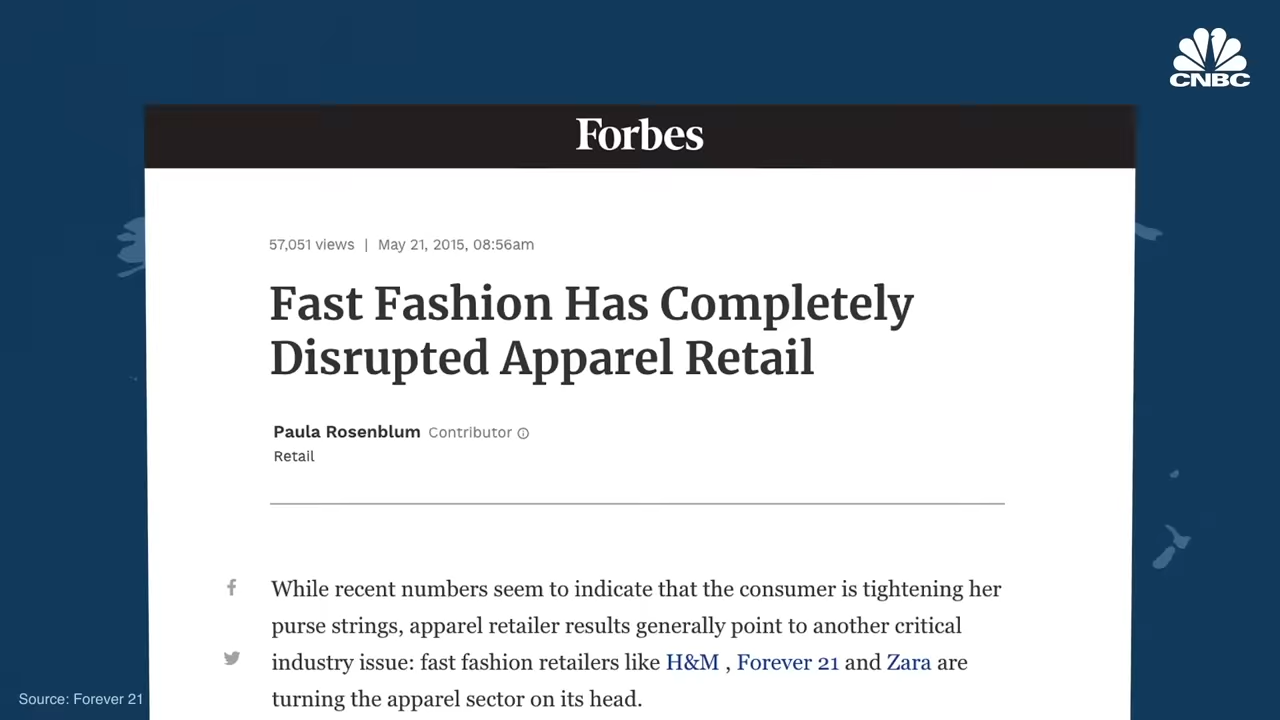 CNBC
Forbes
57,051 views | May 21, 2015, 08:56am
Fast Fashion Has Completely
Disrupted Apparel Retail
Paula Rosenblum Contributor
Retail
While recent numbers seem to indicate that the consumer is tightening her
purse strings, apparel retailer results generally point to another critical
industry issue: fast fashion retailers like H&M , Forever 21 and Zara are
turning the apparel sector on its head.
Source: Forever 21